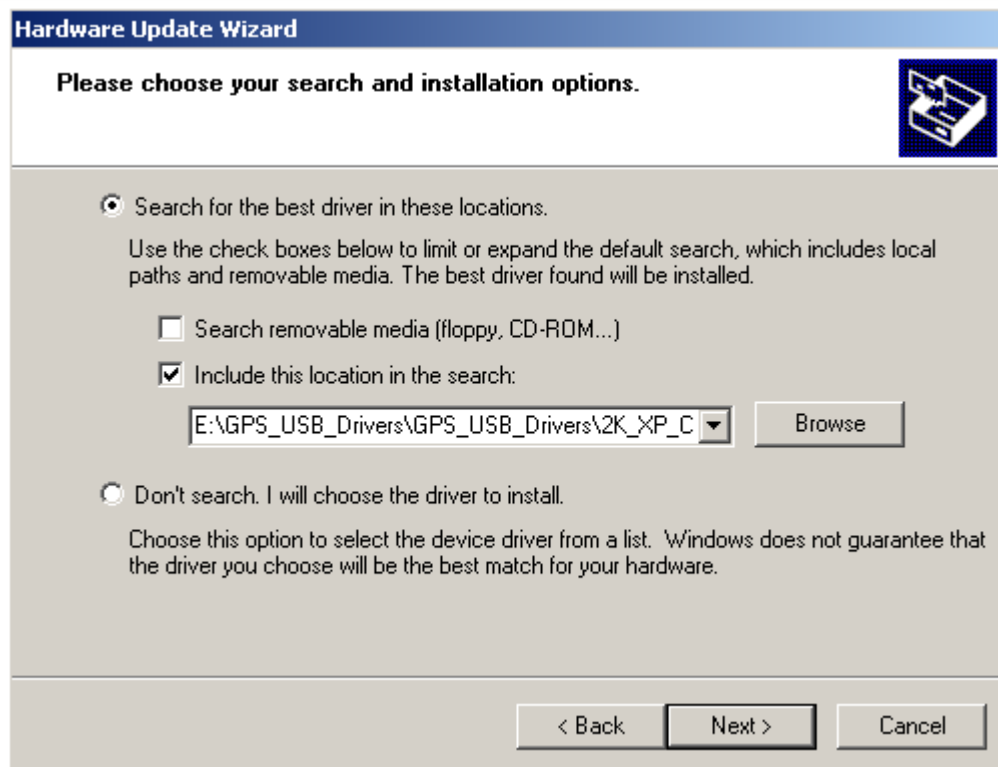 Hardware Update Wizard
Please choose your search and installation options.
Search for the best driver in these locations.
Use the check boxes below to limit or expand the default search, which includes local
paths and removable media. The best driver found will be installed.
Search removable media (floppy, CD-ROM...)
Include this location in the search:
E:\GPS_USB_Drivers\GPS_USB_Drivers\2K_XP_C
Browse
Don't search. I will choose the driver to install.
Choose this option to select the device driver from a list.  Windows does not guarantee that
the driver you choose will be the best match for your hardware.
< Back Next > Cancel